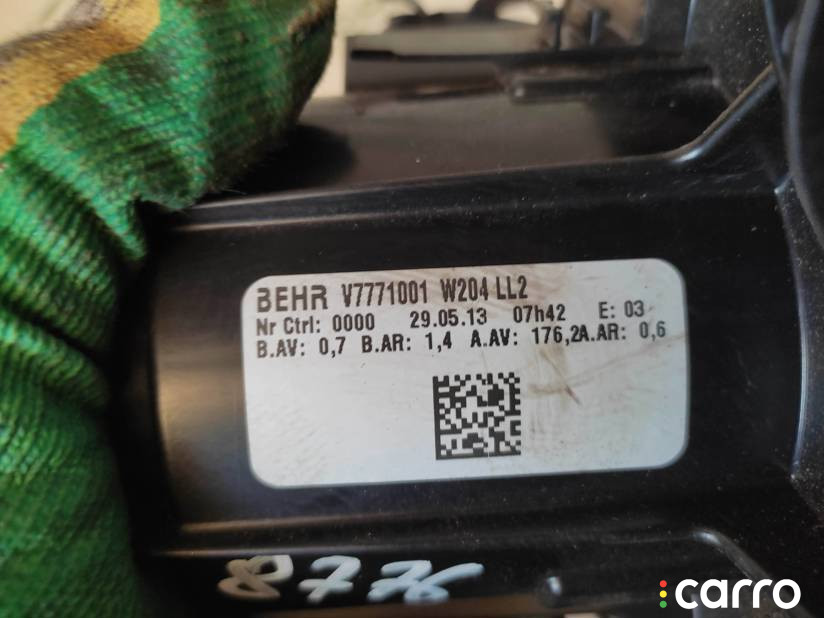 BEHR V7771001 W204 LL2
Nr Ctrl: 0000 29.05.13 07h42 E: 03
B.AV: 0,7 B.AR: 1,4 A.AV: 176,2A.AR: 0,6
8776
carro